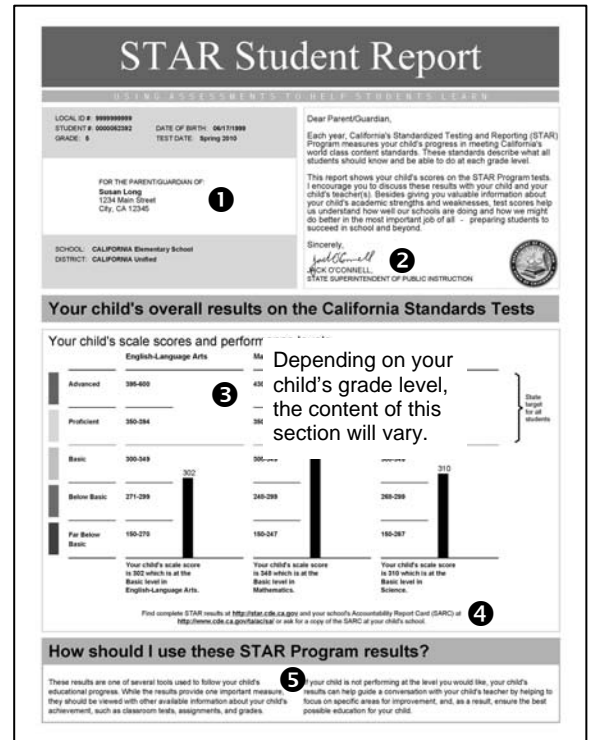 STAR Student Report
USING ASSESSMENTS TO HELP STUDENTS LEARN
LOCAL ID #: 9999999999
STUDENT #: 0000062382 DATE OF BIRTH: 06/17/1999
GRADE: 5 TEST DATE: Spring 2010
FOR THE PARENT/GUARDIAN OF:
Susan Long
1234 Main Street
City, CA 12345
1
SCHOOL: CALIFORNIA Elementary School
DISTRICT: CALIFORNIA Unified
Dear Parent/Guardian,
Each year, California's Standardized Testing and Reporting (STAR)
Program measures your child's progress in meeting California's
world class content standards. These standards describe what all
students should know and be able to do at each grade level.
This report shows your child's scores on the STAR Program tests.
I encourage you to discuss these results with your child and your
child's teacher(s). Besides giving you valuable information about
your child's academic strengths and weaknesses, test scores help
us understand how well our schools are doing and how we might
do better in the most important job of all - preparing students to
succeed in school and beyond.
Sincerely,
Jack O'Connell
2
JACK O'CONNELL,
STATE SUPERINTENDENT OF PUBLIC INSTRUCTION
Your child's overall results on the California Standards Tests
Your child's scale scores and performance levels
English-Language Arts
Depending on your
child's grade level,
the content of this
section will vary.
3
Advanced 395-600
Proficient 350-394
State
target
for all
students
Basic 300-349
302
310
Below Basic 271-299 248-299 268-299
Far Below
Basic
150-270 150-247 150-267
Your child's scale score
is 302 which is at the
Basic level in
English-Language Arts.
Your child's scale score
is 348 which is at the
Basic level in
Mathematics.
Your child's scale score
is 310 which is at the
Basic level in
Science.
Find complete STAR results at http://star.cde.ca.gov and your school's Accountability Report Card (SARC) at
http://www.cde.ca.gov/ta/ac/sa/ or ask for a copy of the SARC at your child's school.
4
How should I use these STAR Program results?
5
These results are one of several tools used to follow your child's
educational progress. While the results provide one important measure,
they should be viewed with other available information about your child's
achievement, such as classroom tests, assignments, and grades.
If your child is not performing at the level you would like, your child's
results can help guide a conversation with your child's teacher by helping to
focus on specific areas for improvement, and, as a result, ensure the best
possible education for your child.